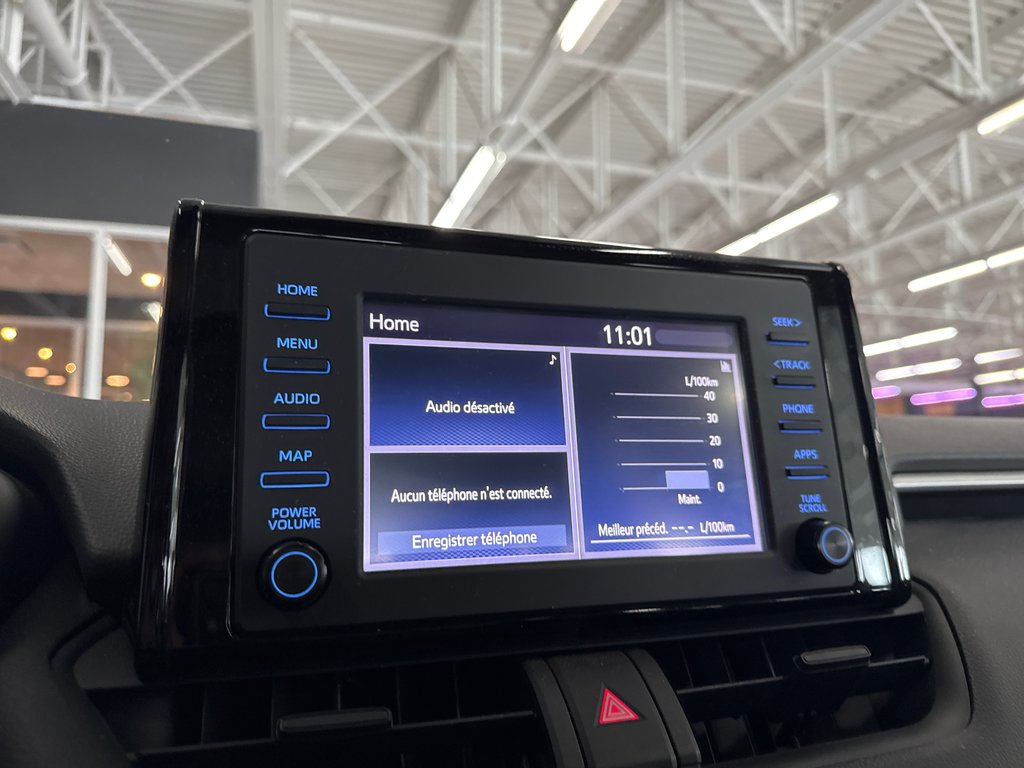 HOME
MENU
AUDIO
MAP
POWER
VOLUME
Home
11:01
Audio désactivé
Aucun téléphone n'est connecté.
Enregistrer téléphone
L/100km
40
30
20
10
0
Maint.
Meilleur précéd. --.- L/100km
SEEK>
<TRACK
PHONE
APPS
TUNE
SCROLL